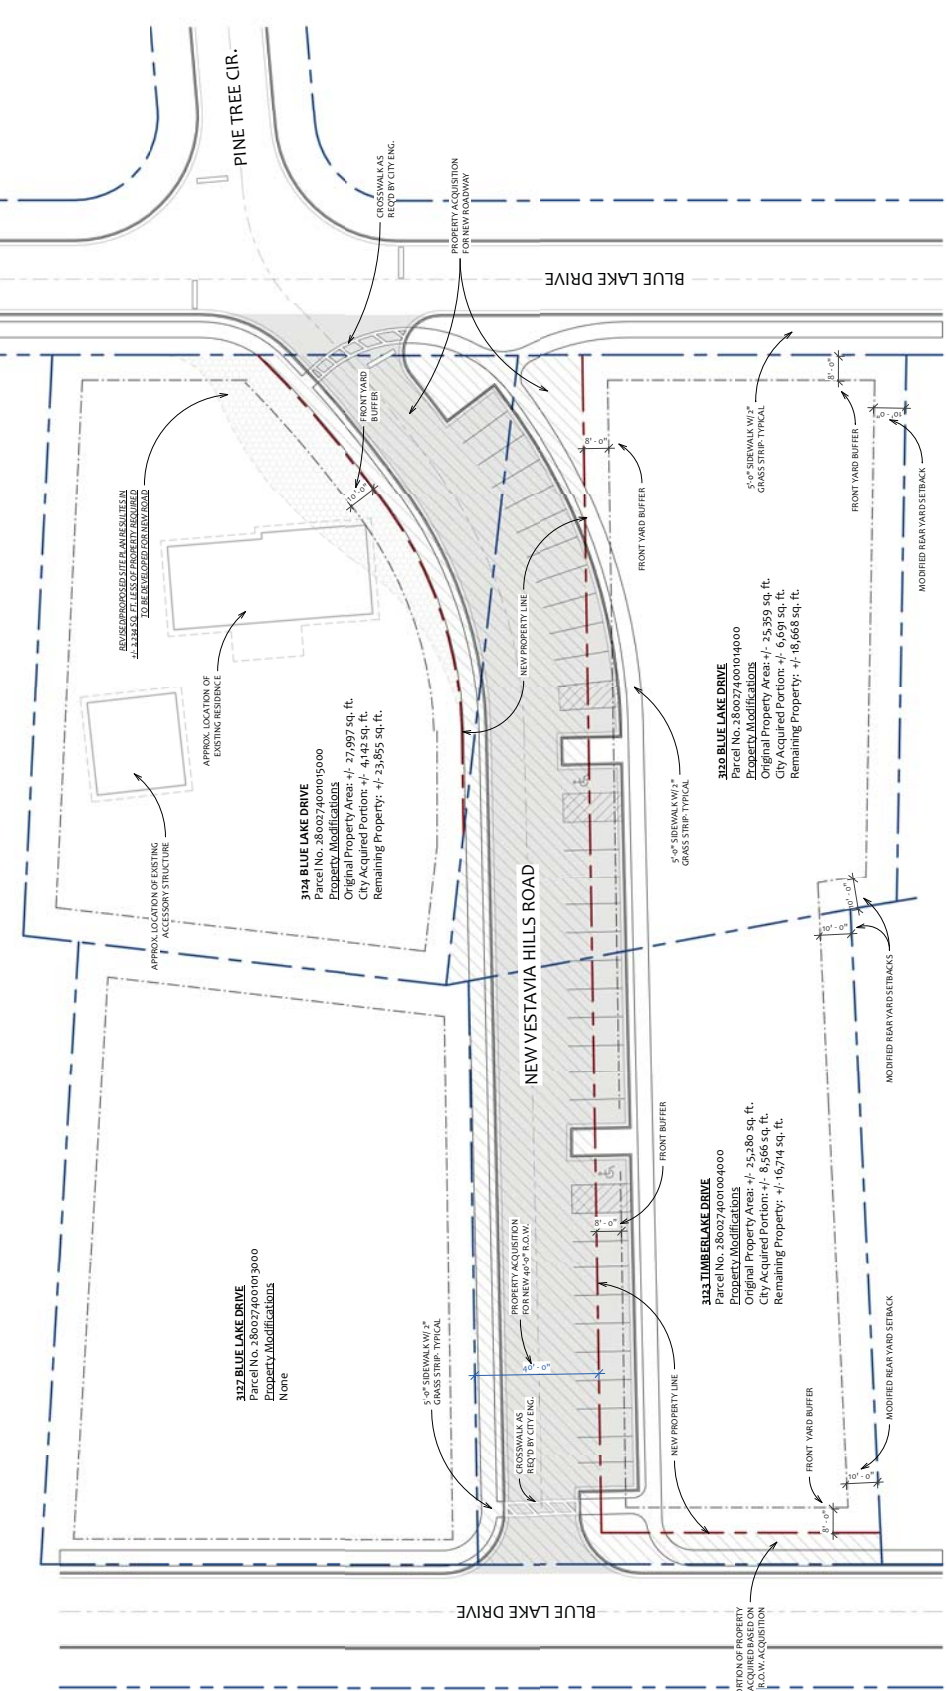 PINE TREE CIR.
CROSSWALK AS
REQ'D BY CITY ENG.
PROPERTY ACQUISITION
FOR NEW ROADWAY
BLUE LAKE DRIVE
REVISED/PROPOSED SITE PLAN RESULTES IN
+/- 2,234 SQ. FT. LESS OF PROPERTY REQUIRED
TO BE DEVELOPED FOR NEW ROAD
FRONT YARD
BUFFER
10' - 0"
8' - 0"
FRONT YARD BUFFER
5'-0" SIDEWALK W/ 2"
GRASS STRIP- TYPICAL
8' - 0"
FRONT YARD BUFFER
10' - 0"
MODIFIED REAR YARD SETBACK
APPROX. LOCATION OF
EXISTING RESIDENCE
NEW PROPERTY LINE
APPROX. LOCATION OF EXISTING
ACCESSORY STRUCTURE
3124 BLUE LAKE DRIVE
Parcel No. 2800274001015000
Property Modifications
Original Property Area: +/- 27,997 sq. ft.
City Acquired Portion: +/- 4,142 sq. ft.
Remaining Property: +/- 23,855 sq. ft.
3120 BLUE LAKE DRIVE
Parcel No. 2800274001014000
Property Modifications
Original Property Area: +/- 25,359 sq. ft.
City Acquired Portion: +/- 6,691 sq. ft.
Remaining Property: +/- 18,668 sq. ft.
5'-0" SIDEWALK W/ 2"
GRASS STRIP- TYPICAL
NEW VESTAVIA HILLS ROAD
10' - 0"
10' - 0"
MODIFIED REAR YARD SETBACKS
3127 BLUE LAKE DRIVE
Parcel No. 2800274001013000
Property Modifications
None
PROPERTY ACQUISITION
FOR NEW 40'-0" R.O.W.
FRONT BUFFER
8' - 0"
3123 TIMBERLAKE DRIVE
Parcel No. 2800274001004000
Property Modifications
Original Property Area: +/- 25,280 sq. ft.
City Acquired Portion: +/- 8,566 sq. ft.
Remaining Property: +/- 16,714 sq. ft.
5'-0" SIDEWALK W/ 2"
GRASS STRIP- TYPICAL
40' - 0"
CROSSWALK AS
REQ'D BY CITY ENG.
NEW PROPERTY LINE
FRONT YARD BUFFER
8' - 0"
10' - 0"
MODIFIED REAR YARD SETBACK
BLUE LAKE DRIVE
OF PROPERTY
ACQUIRED BASED ON
R.O.W. ACQUISITION